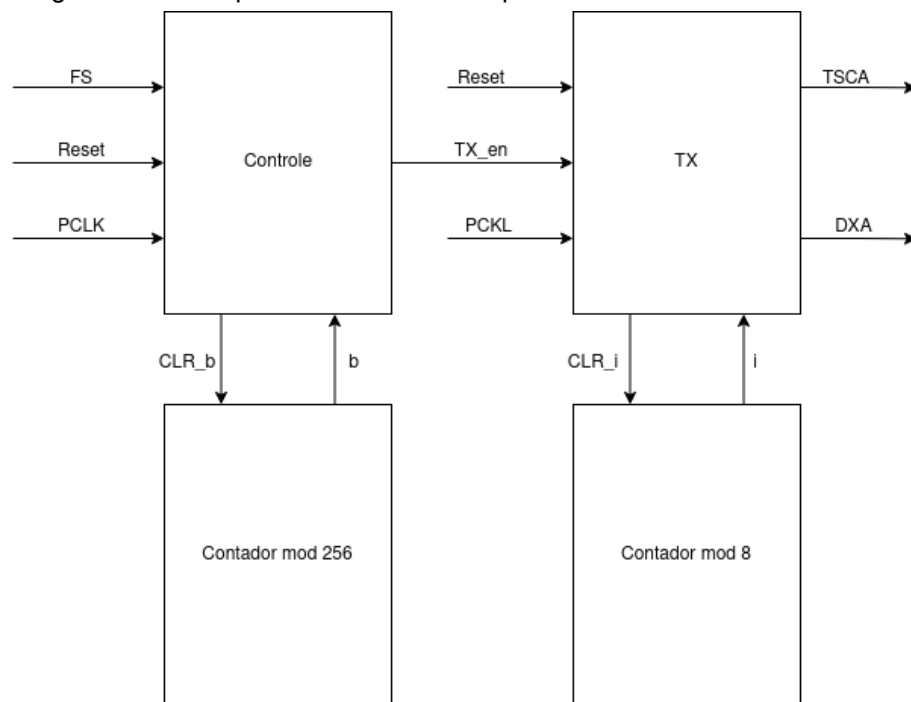 FS
Reset
TSCA
Reset
Controle
TX_en
TX
PCLK
PCKL
DXA
CLR_b
b
CLR_i
i
Contador mod 256
Contador mod 8